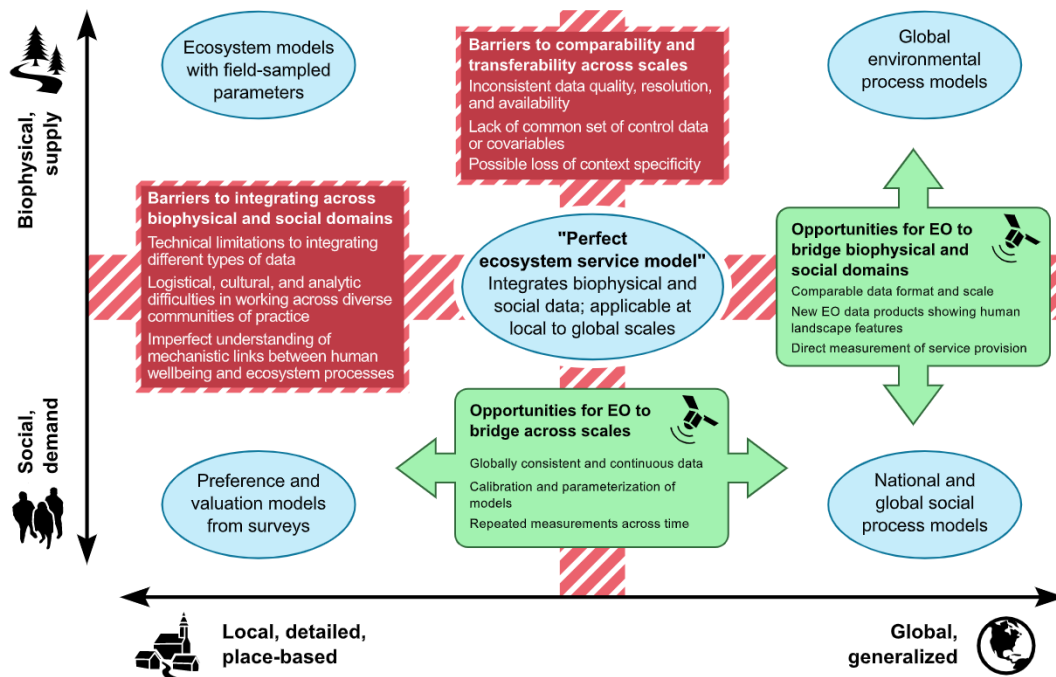 Ecosystem models
with field-sampled
parameters
Barriers to comparability and
transferability across scales
Inconsistent data quality, resolution,
and availability
Lack of common set of control data
or covariables
Possible loss of context specificity
Global
environmental
process models
Biophysical,
supply
Barriers to integrating across
biophysical and social domains
Technical limitations to integrating
different types of data
Logistical, cultural, and analytic
difficulties in working across diverse
communities of practice
Imperfect understanding of
mechanistic links between human
wellbeing and ecosystem processes
"Perfect
ecosystem service model"
Integrates biophysical and
social data; applicable at
local to global scales
Opportunities for EO to
bridge biophysical and
social domains
Comparable data format and scale
New EO data products showing human
landscape features
Direct measurement of service provision
Social,
demand
Preference and
valuation models
from surveys
Opportunities for EO to
bridge across scales
Globally consistent and continuous data
Calibration and parameterization of
models
Repeated measurements across time
National and
global social
process models
Local, detailed,
place-based
Global,
generalized